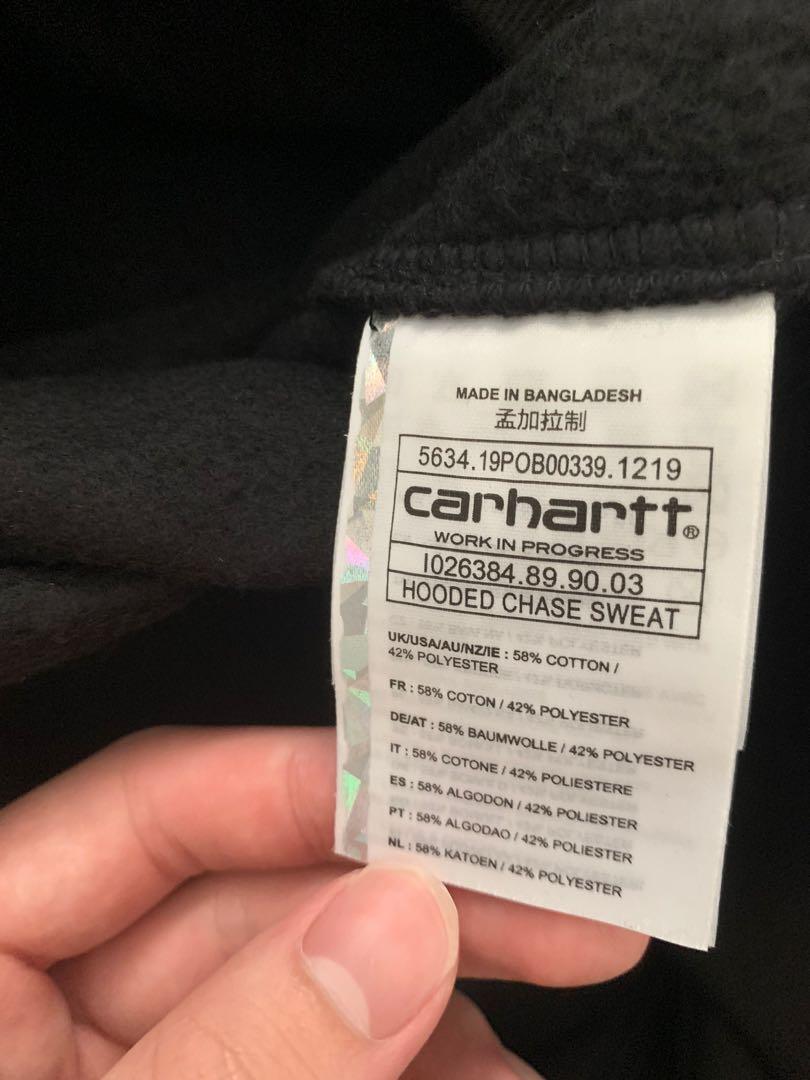 MADE IN BANGLADESH
孟加拉制
5634.19POB00339.1219
carhartt®
WORK IN PROGRESS
I026384.89.90.03
HOODED CHASE SWEAT
UK/USA/AU/NZ/IE : 58% COTTON /
42% POLYESTER
FR : 58% COTON / 42% POLYESTER
DE/AT : 58% BAUMWOLLE / 42% POLYESTER
IT : 58% COTONE / 42% POLIESTERE
ES : 58% ALGODON / 42% POLIESTER
PT : 58% ALGODAO / 42% POLIESTER
NL : 58% KATOEN / 42% POLYESTER